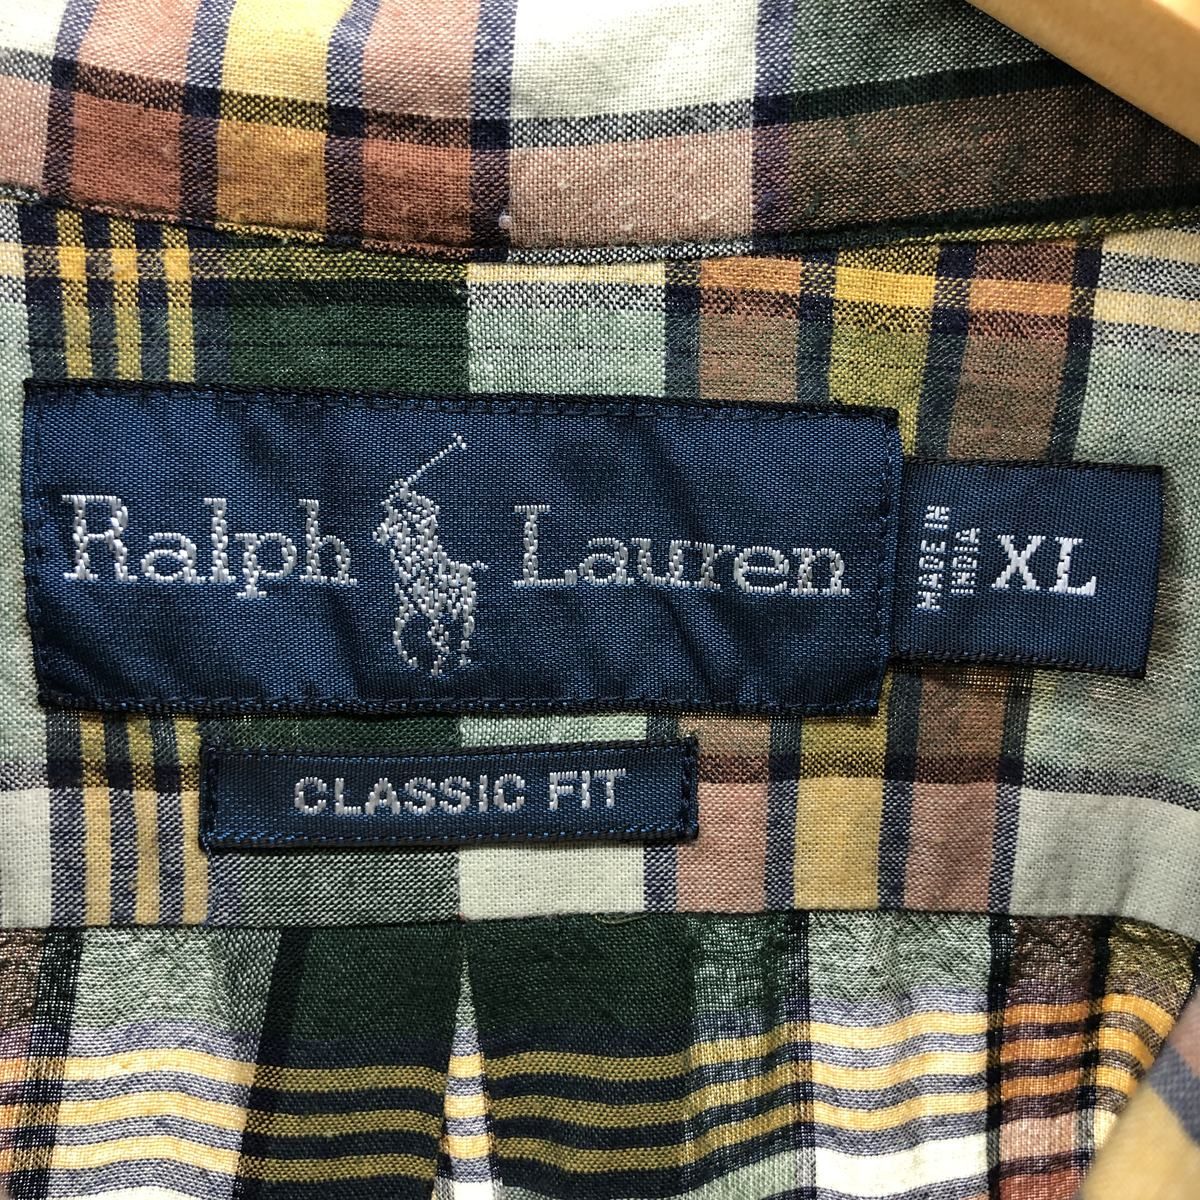 Ralph Lauren
MADE IN
INDIA
XL
CLASSIC FIT